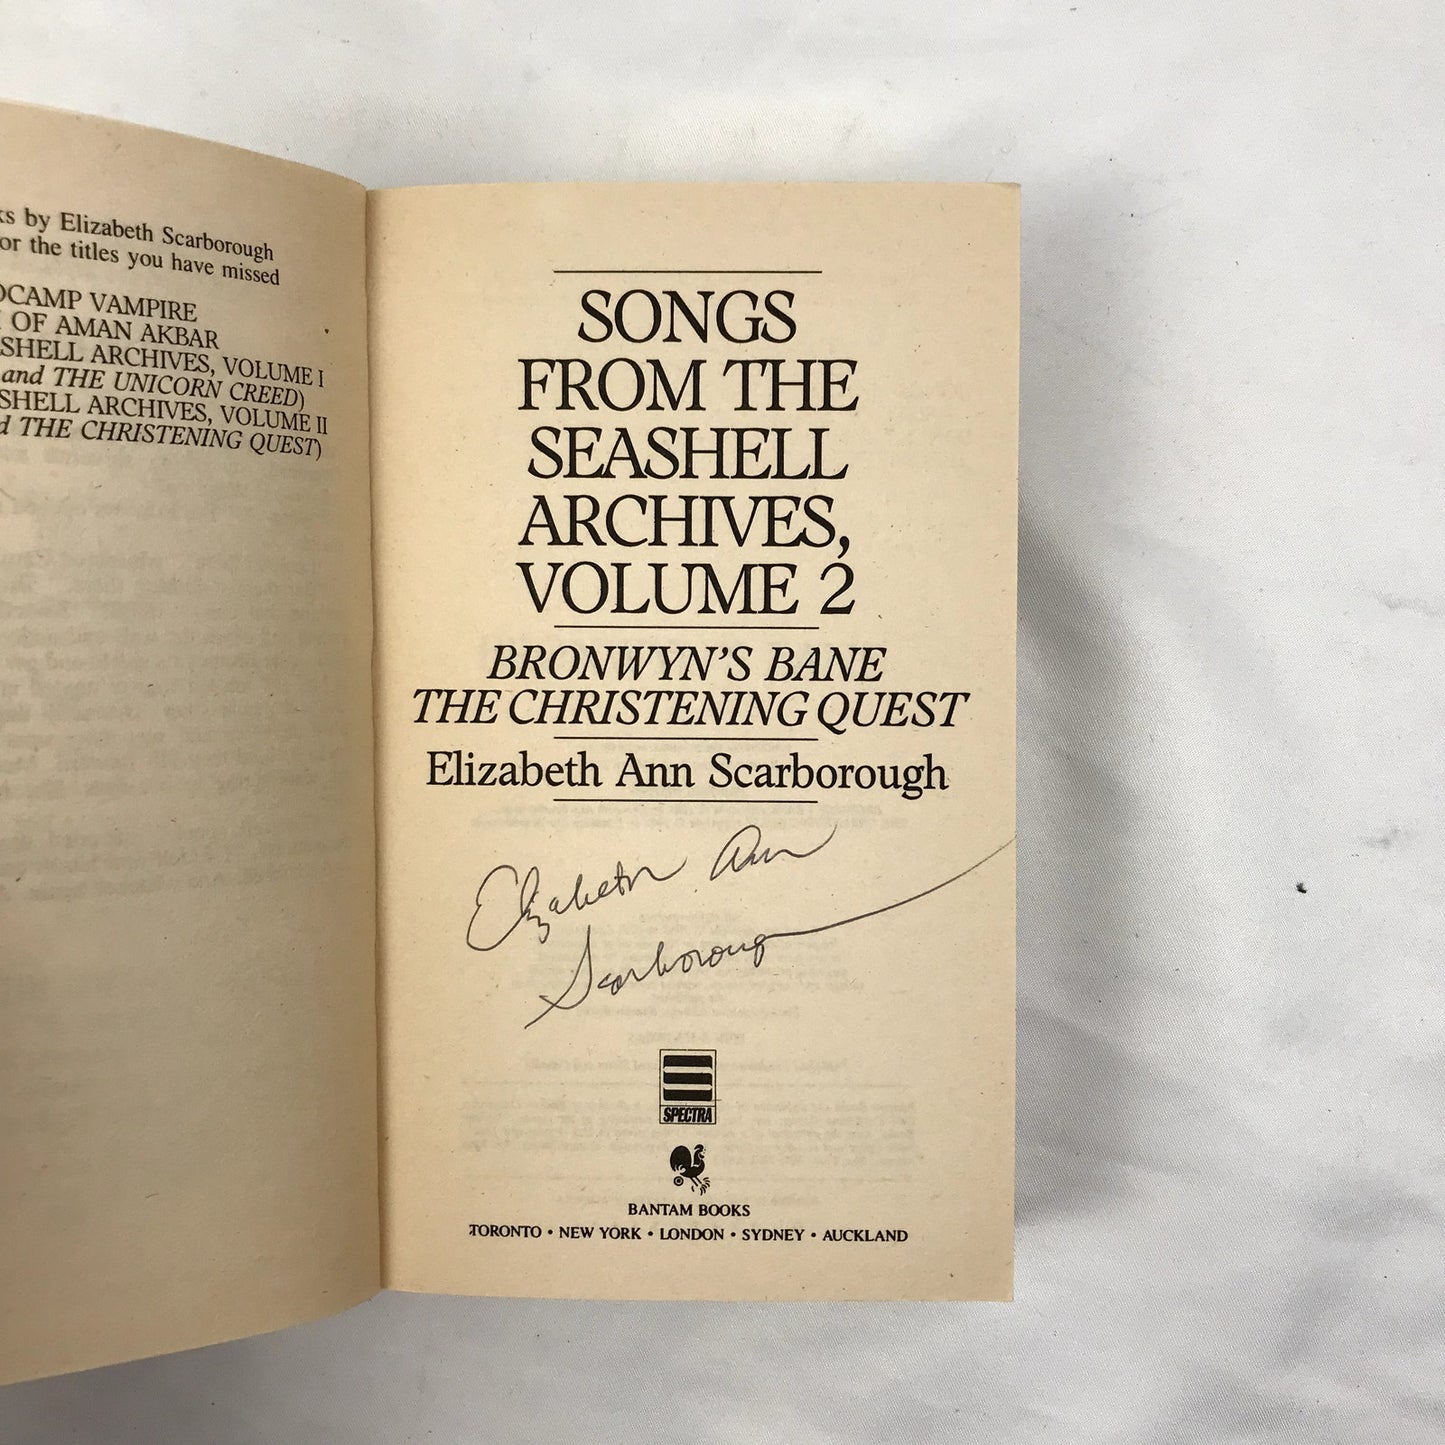 ks by Elizabeth Scarborough
or the titles you have missed
OCAMP VAMPIRE
OF AMAN AKBAR
SHELL ARCHIVES, VOLUME I
and THE UNICORN CREED)
SHELL ARCHIVES, VOLUME II
d THE CHRISTENING QUEST)
SONGS
FROM THE
SEASHELL
ARCHIVES,
VOLUME 2
BRONWYN'S BANE
THE CHRISTENING QUEST
Elizabeth Ann Scarborough
Elizabeth Ann
Scarborough
SPECTRA
BANTAM BOOKS
TORONTO • NEW YORK • LONDON • SYDNEY • AUCKLAND